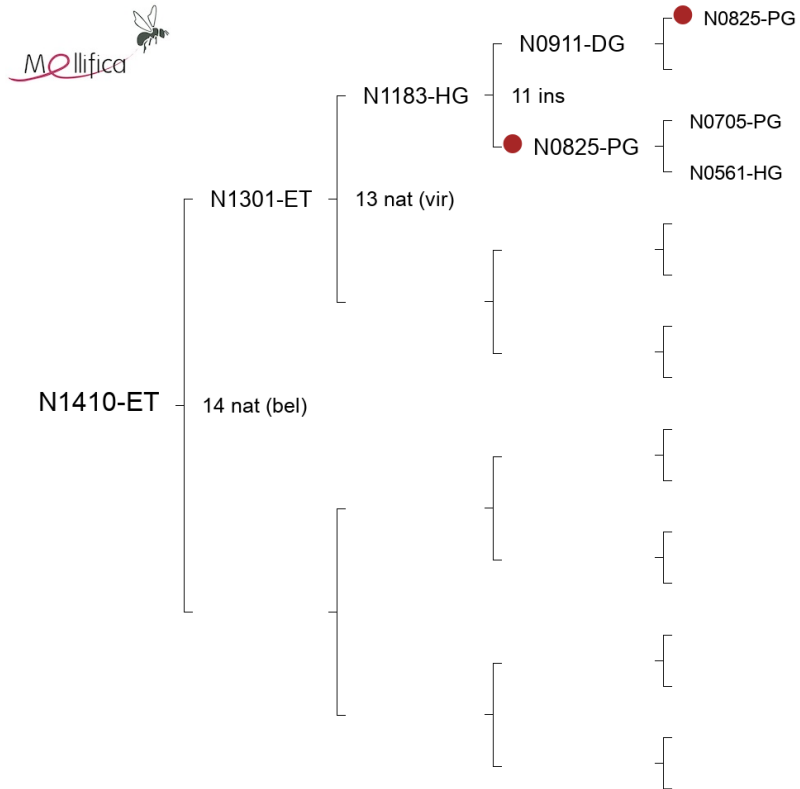 Mellifica
N0825-PG
N0911-DG
N1183-HG
11 ins
N0705-PG
N0825-PG
N0561-HG
N1301-ET
13 nat (vir)
N1410-ET
14 nat (bel)